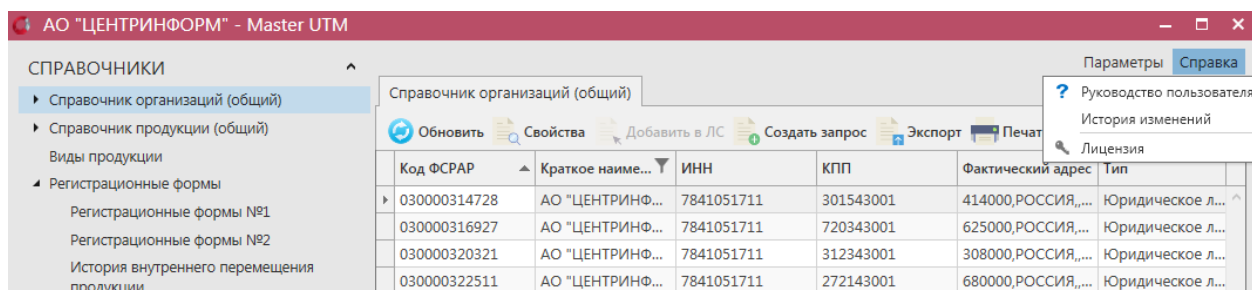 АО "ЦЕНТРИНФОРМ" - Master UTM
СПРАВОЧНИКИ
Параметры Справка
Справочник организаций (общий)
Справочник продукции (общий)
Виды продукции
Регистрационные формы
Регистрационные формы №1
Регистрационные формы №2
История внутреннего перемещения
продукции
Справочник организаций (общий)
Руководство пользователя
История изменений
Лицензия
Обновить Свойства Добавить в ЛС Создать запрос Экспорт Печат
Код ФСРАР Краткое наиме... ИНН КПП Фактический адрес Тип
030000314728 АО "ЦЕНТРИНФ... 7841051711 301543001 414000,РОССИЯ,,... Юридическое л...
030000316927 АО "ЦЕНТРИНФ... 7841051711 720343001 625000,РОССИЯ,... Юридическое л...
030000320321 АО "ЦЕНТРИНФ... 7841051711 312343001 308000,РОССИЯ,,... Юридическое л...
030000322511 АО "ЦЕНТРИНФ... 7841051711 272143001 680000,РОССИЯ,,... Юридическое л...